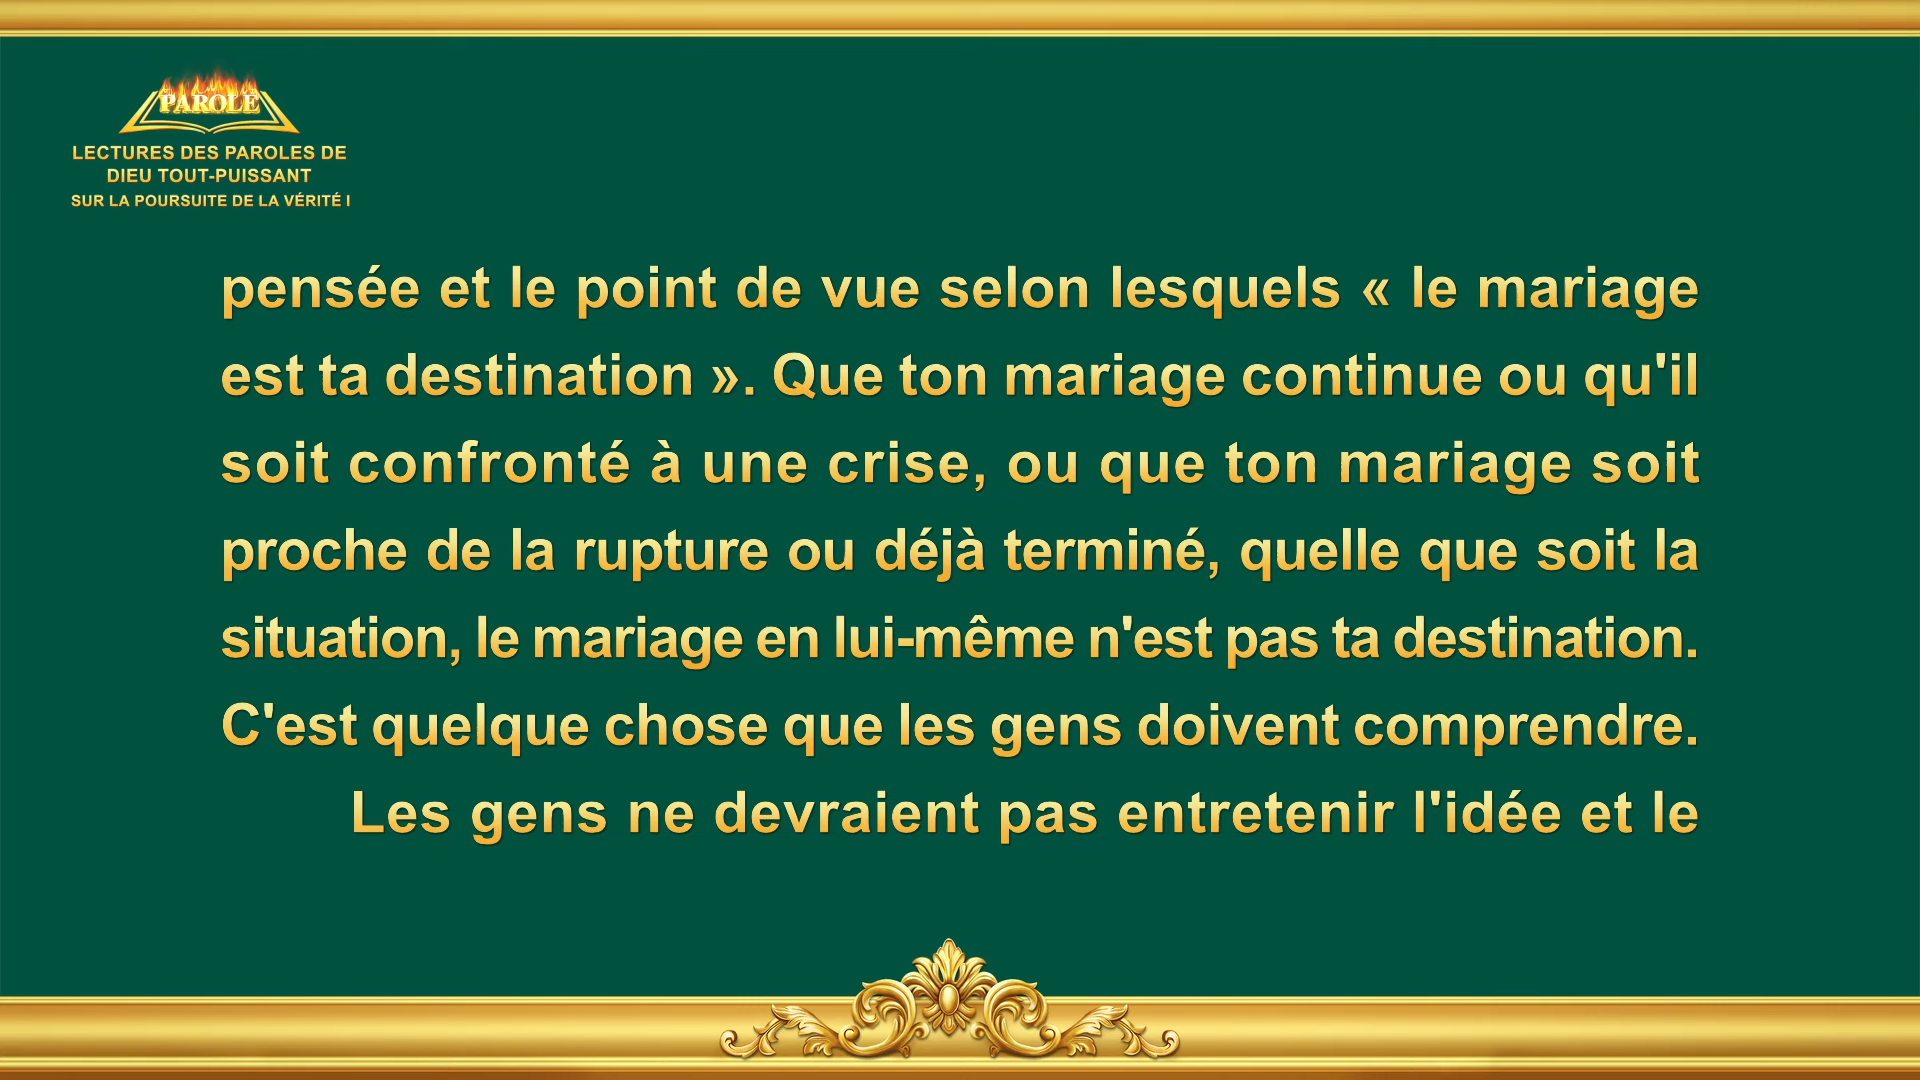 PAROLE
LECTURES DES PAROLES DE
DIEU TOUT-PUISSANT
SUR LA POURSUITE DE LA VÉRITÉ I
pensée et le point de vue selon lesquels « le mariage
est ta destination ». Que ton mariage continue ou qu'il
soit confronté à une crise, ou que ton mariage soit
proche de la rupture ou déjà terminé, quelle que soit la
situation, le mariage en lui-même n'est pas ta destination.
C'est quelque chose que les gens doivent comprendre.
Les gens ne devraient pas entretenir l'idée et le